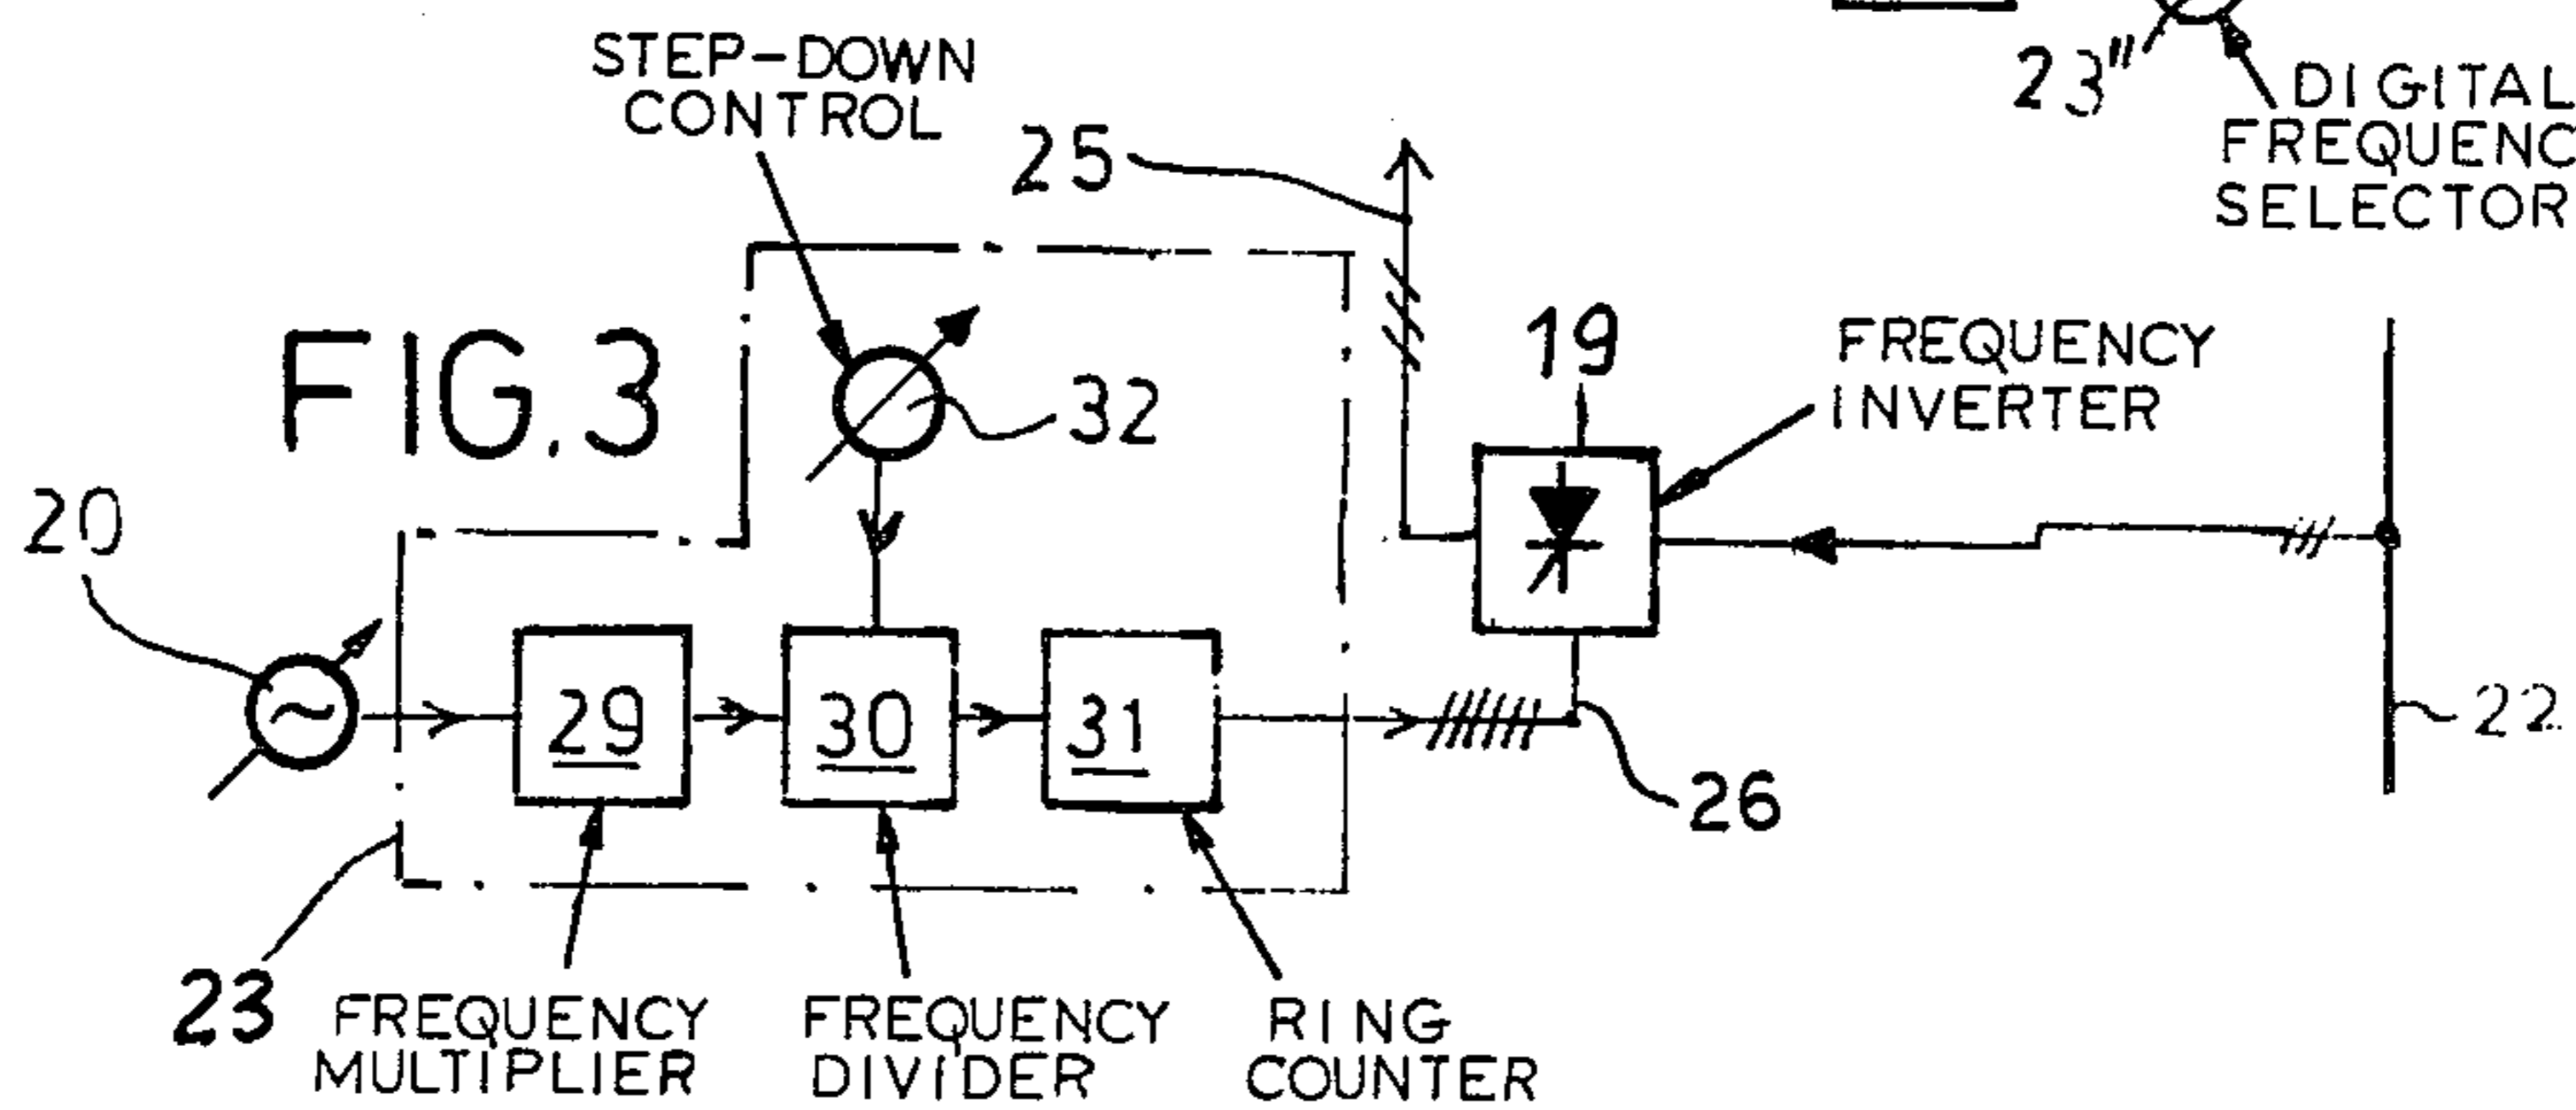 STEP-DOWN
CONTROL
25
23"
DIGITAL
FREQUENC
SELECTOR
FIG.3
32
19
FREQUENCY
INVERTER
20
29
30
31
22
26
23
FREQUENCY
MULTIPLIER
FREQUENCY
DIVIDER
RING
COUNTER